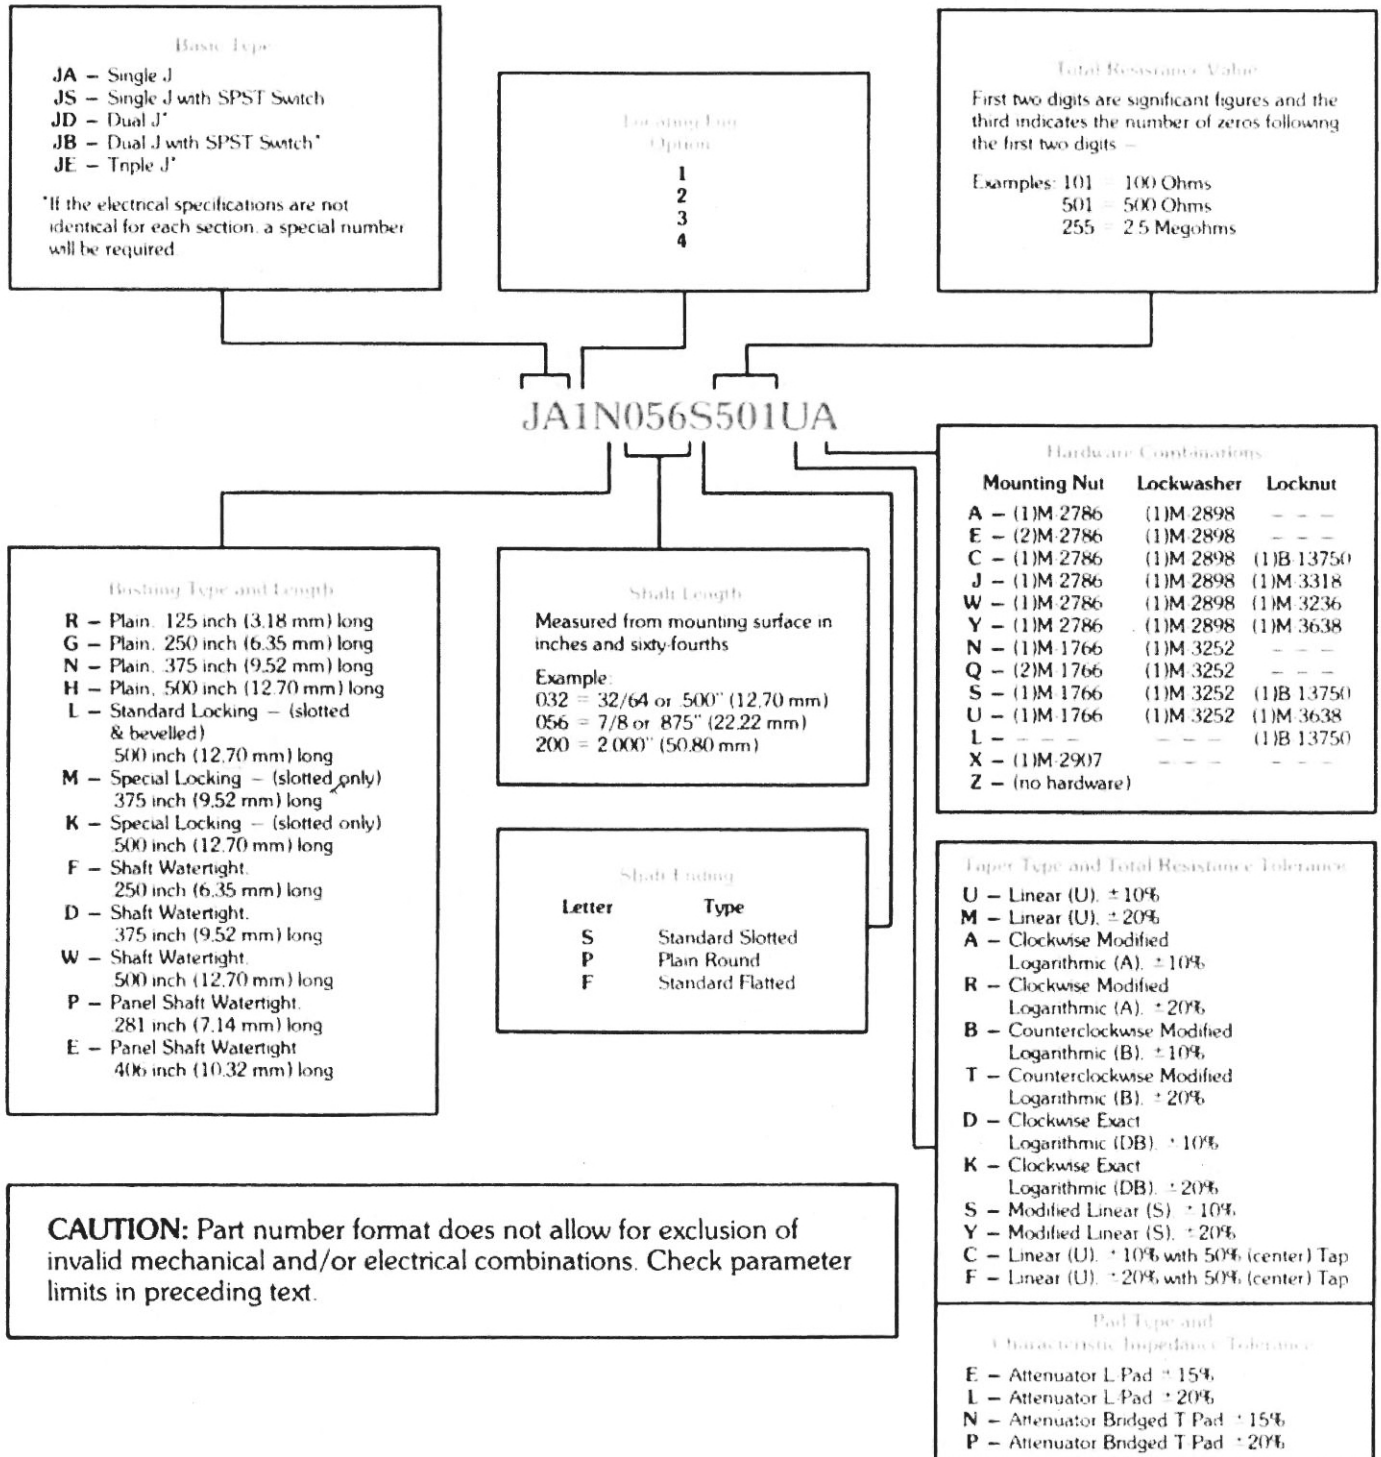 Basic Type
JA – Single J
JS – Single J with SPST Switch
JD – Dual J*
JB – Dual J with SPST Switch*
JE – Triple J*
*If the electrical specifications are not
identical for each section, a special number
will be required
Locating Lug
Option
1
2
3
4
Total Resistance Value
First two digits are significant figures and the
third indicates the number of zeros following
the first two digits –
Examples: 101 = 100 Ohms
501 = 500 Ohms
255 = 2.5 Megohms
JA1N056S501UA
Bushing Type and Length
R – Plain, .125 inch (3.18 mm) long
G – Plain, .250 inch (6.35 mm) long
N – Plain, .375 inch (9.52 mm) long
H – Plain, .500 inch (12.70 mm) long
L – Standard Locking – (slotted
& bevelled)
.500 inch (12.70 mm) long
M – Special Locking – (slotted only)
.375 inch (9.52 mm) long
K – Special Locking – (slotted only)
.500 inch (12.70 mm) long
F – Shaft Watertight.
.250 inch (6.35 mm) long
D – Shaft Watertight.
.375 inch (9.52 mm) long
W – Shaft Watertight.
.500 inch (12.70 mm) long
P – Panel Shaft Watertight.
.281 inch (7.14 mm) long
E – Panel Shaft Watertight
.406 inch (10.32 mm) long
Shaft Length
Measured from mounting surface in
inches and sixty-fourths
Example:
032 = 32/64 or .500" (12.70 mm)
056 = 7/8 or .875" (22.22 mm)
200 = 2.000" (50.80 mm)
Shaft Ending
Letter Type
S Standard Slotted
P Plain Round
F Standard Flatted
Hardware Combinations
Mounting Nut Lockwasher Locknut
A – (1)M-2786 (1)M-2898 – – –
E – (2)M-2786 (1)M-2898 – – –
C – (1)M-2786 (1)M-2898 (1)B-13750
J – (1)M-2786 (1)M-2898 (1)M-3318
W – (1)M-2786 (1)M-2898 (1)M-3236
Y – (1)M-2786 (1)M-2898 (1)M-3638
N – (1)M-1766 (1)M-3252 – – –
Q – (2)M-1766 (1)M-3252 – – –
S – (1)M-1766 (1)M-3252 (1)B-13750
U – (1)M-1766 (1)M-3252 (1)M-3638
L – – – – – – – (1)B-13750
X – (1)M-2907 – – – – – –
Z – (no hardware)
Taper Type and Total Resistance Tolerance
U – Linear (U). ±10%
M – Linear (U). ±20%
A – Clockwise Modified
Logarithmic (A). ±10%
R – Clockwise Modified
Logarithmic (A). ±20%
B – Counterclockwise Modified
Logarithmic (B). ±10%
T – Counterclockwise Modified
Logarithmic (B). ±20%
D – Clockwise Exact
Logarithmic (DB). ±10%
K – Clockwise Exact
Logarithmic (DB). ±20%
S – Modified Linear (S) ±10%
Y – Modified Linear (S). ±20%
C – Linear (U). ±10% with 50% (center) Tap
F – Linear (U). ±20% with 50% (center) Tap
Pad Type and
Characteristic Impedance Tolerance
E – Attenuator L-Pad ±15%
L – Attenuator L-Pad ±20%
N – Attenuator Bridged T-Pad ±15%
P – Attenuator Bridged T-Pad ±20%
CAUTION: Part number format does not allow for exclusion of
invalid mechanical and/or electrical combinations. Check parameter
limits in preceding text.